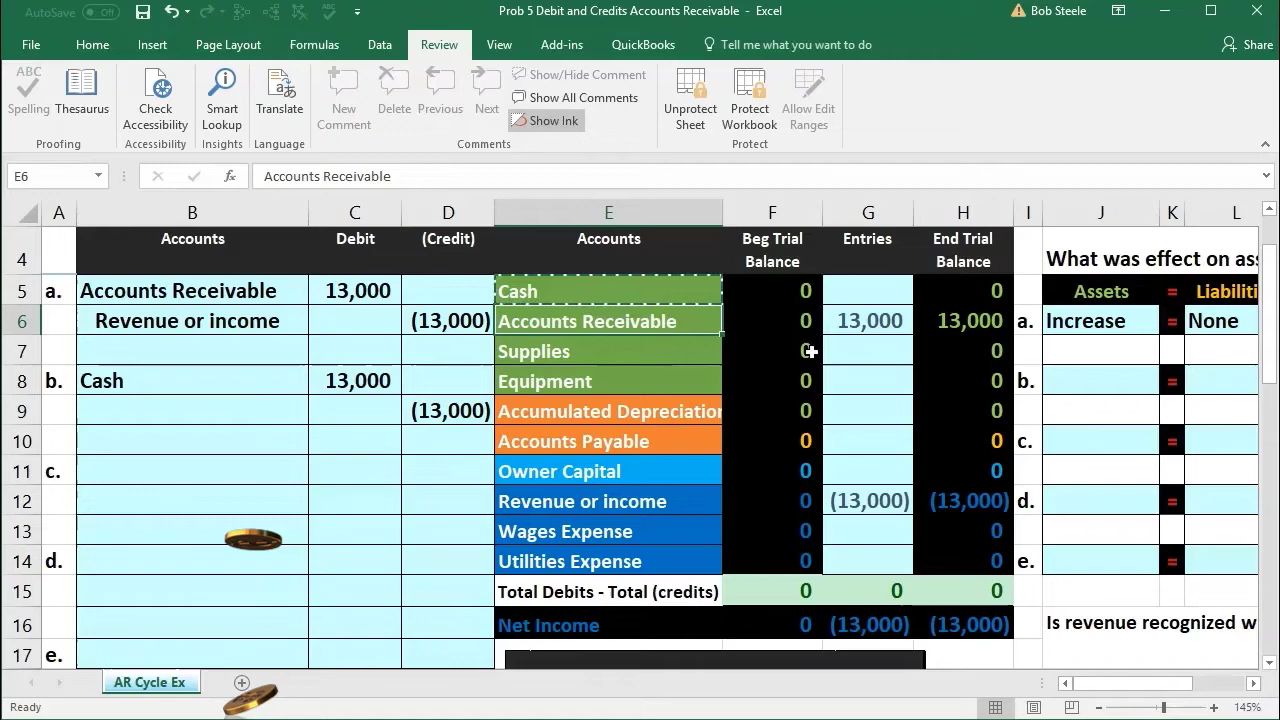 AutoSave Off Prob 5 Debit and Credits Accounts Receivable - Excel Bob Steele
File Home Insert Page Layout Formulas Data Review View Add-ins QuickBooks Tell me what you want to do Share
ABC Spelling Thesaurus Check Accessibility Smart Lookup Translate New Comment Delete Previous Next Show/Hide Comment Show All Comments Show Ink Unprotect Sheet Protect Workbook Allow Edit Ranges
Proofing Accessibility Insights Language Comments Protect
E6 fx Accounts Receivable
A B C D E F G H I J K L
4 Accounts Debit (Credit) Accounts Beg Trial Balance Entries End Trial Balance What was effect on ass
5 a. Accounts Receivable 13,000 Cash 0 0 Assets = Liabiliti
6 Revenue or income (13,000) Accounts Receivable 0 13,000 13,000 a. Increase = None
7 Supplies 0 0
8 b. Cash 13,000 Equipment 0 0 b. =
9 (13,000) Accumulated Depreciation 0 0
10 Accounts Payable 0 0 c. =
11 c. Owner Capital 0 0
12 Revenue or income 0 (13,000) (13,000) d. =
13 Wages Expense 0 0
14 d. Utilities Expense 0 0 e. =
15 Total Debits - Total (credits) 0 0 0
16 Net Income 0 (13,000) (13,000) Is revenue recognized w
17 e.
AR Cycle Ex
Ready 145%